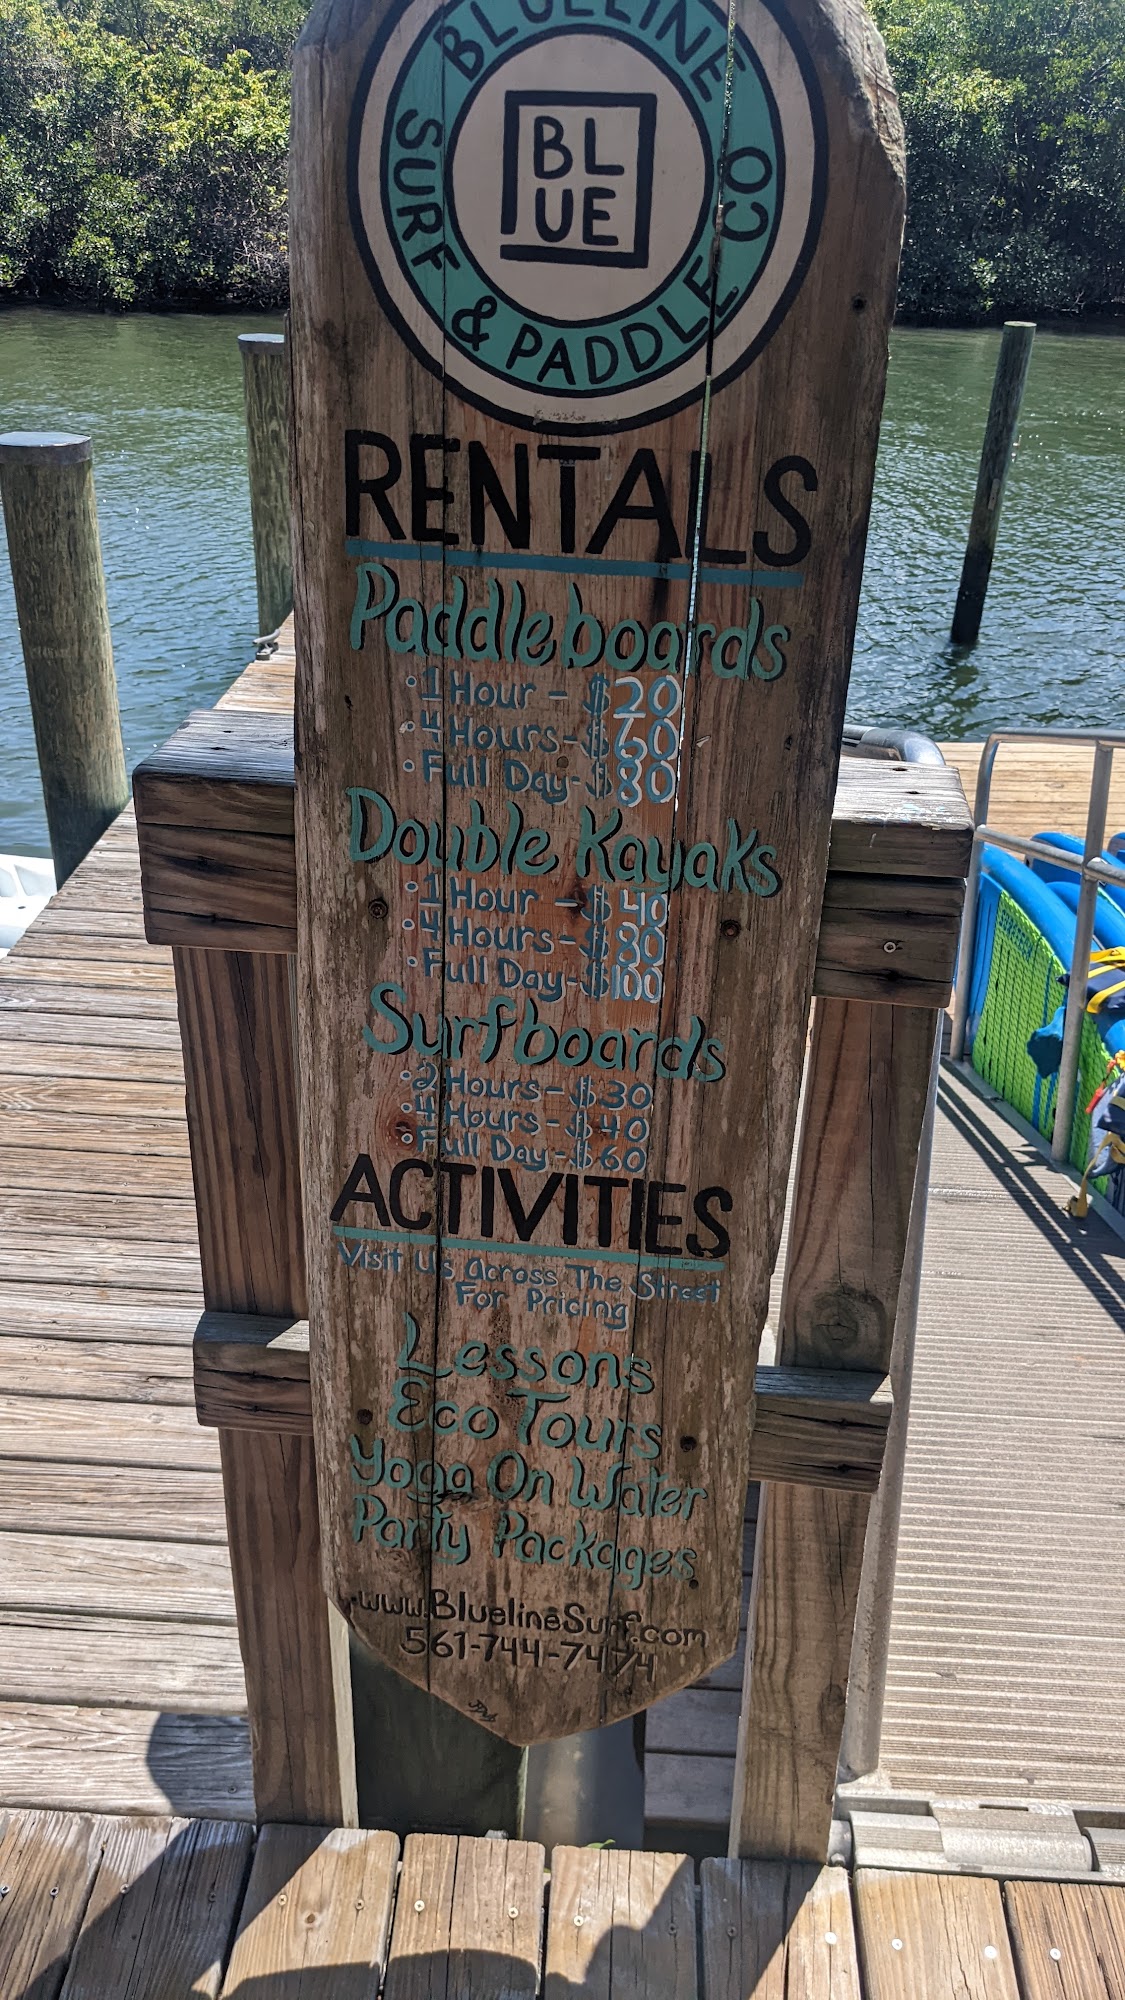 BLUELINE
SURF & PADDLE CO
BL
UE
RENTALS
Paddleboards
1 Hour - $20
4 Hours - $60
Full Day - $80
Double Kayaks
1 Hour - $40
4 Hours - $80
Full Day - $100
Surfboards
2 Hours - $30
4 Hours - $40
Full Day - $60
ACTIVITIES
Visit Us Across The Street
For Pricing
Lessons
Eco Tours
Yoga On Water
Party Packages
www.BluelineSurf.com
561-744-7474